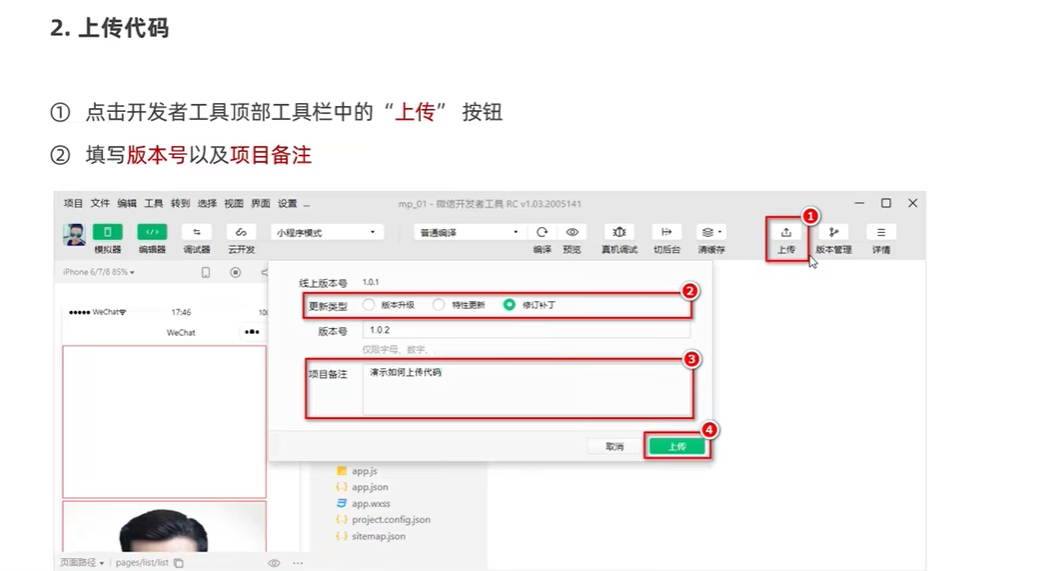 2. 上传代码
① 点击开发者工具顶部工具栏中的“上传” 按钮
② 填写版本号以及项目备注
项目 文件 编辑 工具 转到 选择 视图 界面 设置 ... mp_01 - 微信开发者工具 RC v1.03.2005141
1
小程序模式 普通编译
模拟器 编辑器 调试器 云开发 编译 预览 真机调试 切后台 清缓存 上传 版本管理 详情
iPhone 6/7/8 85%
线上版本号 1.0.1
2
更新类型 版本升级 特性更新 修订补丁
WeChat 17:46 10
版本号 1.0.2
WeChat
仅限字母、数字、.
3
项目备注 演示如何上传代码
4
取消 上传
app.js
app.json
app.wxss
project.config.json
sitemap.json
页面路径 pages/list/list